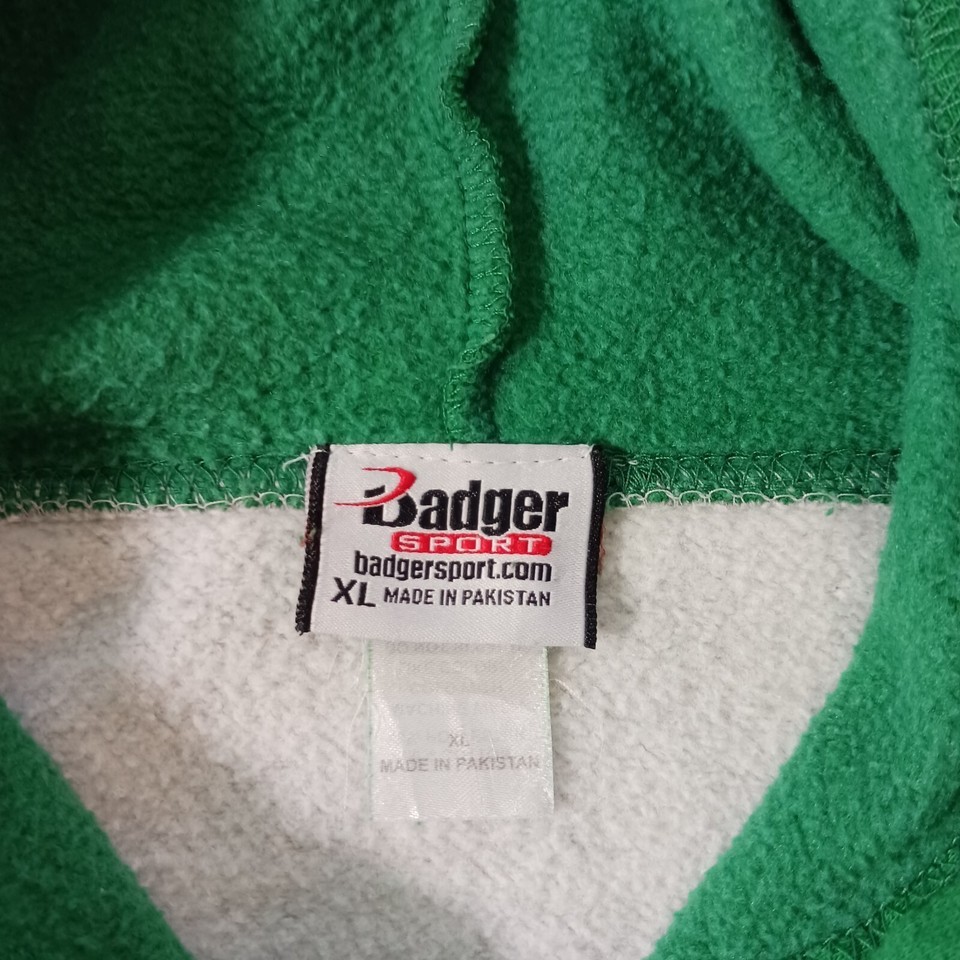 Badger
SPORT
badgersport.com
XL MADE IN PAKISTAN
XL
MADE IN PAKISTAN